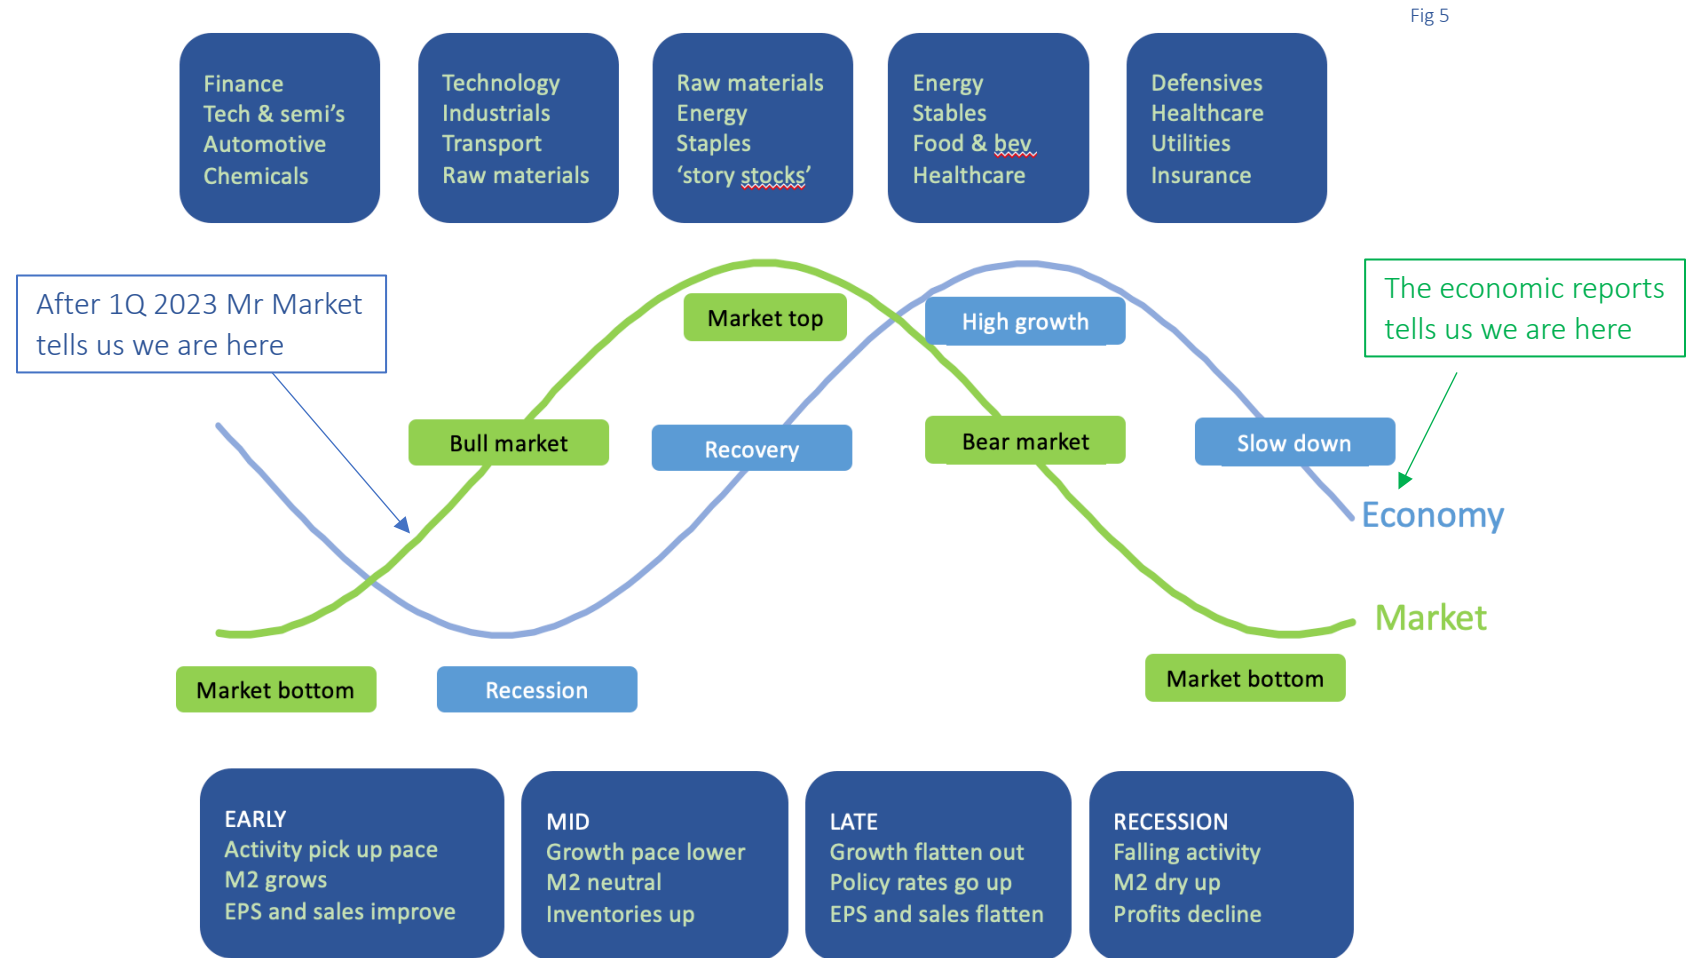 Fig 5
Finance
Tech & semi’s
Automotive
Chemicals
Technology
Industrials
Transport
Raw materials
Raw materials
Energy
Staples
‘story stocks’
Energy
Stables
Food & bev
Healthcare
Defensives
Healthcare
Utilities
Insurance
After 1Q 2023 Mr Market
tells us we are here
The economic reports
tells us we are here
Market top
High growth
Bull market
Recovery
Bear market
Slow down
Economy
Market
Market bottom
Recession
Market bottom
EARLY
Activity pick up pace
M2 grows
EPS and sales improve
MID
Growth pace lower
M2 neutral
Inventories up
LATE
Growth flatten out
Policy rates go up
EPS and sales flatten
RECESSION
Falling activity
M2 dry up
Profits decline